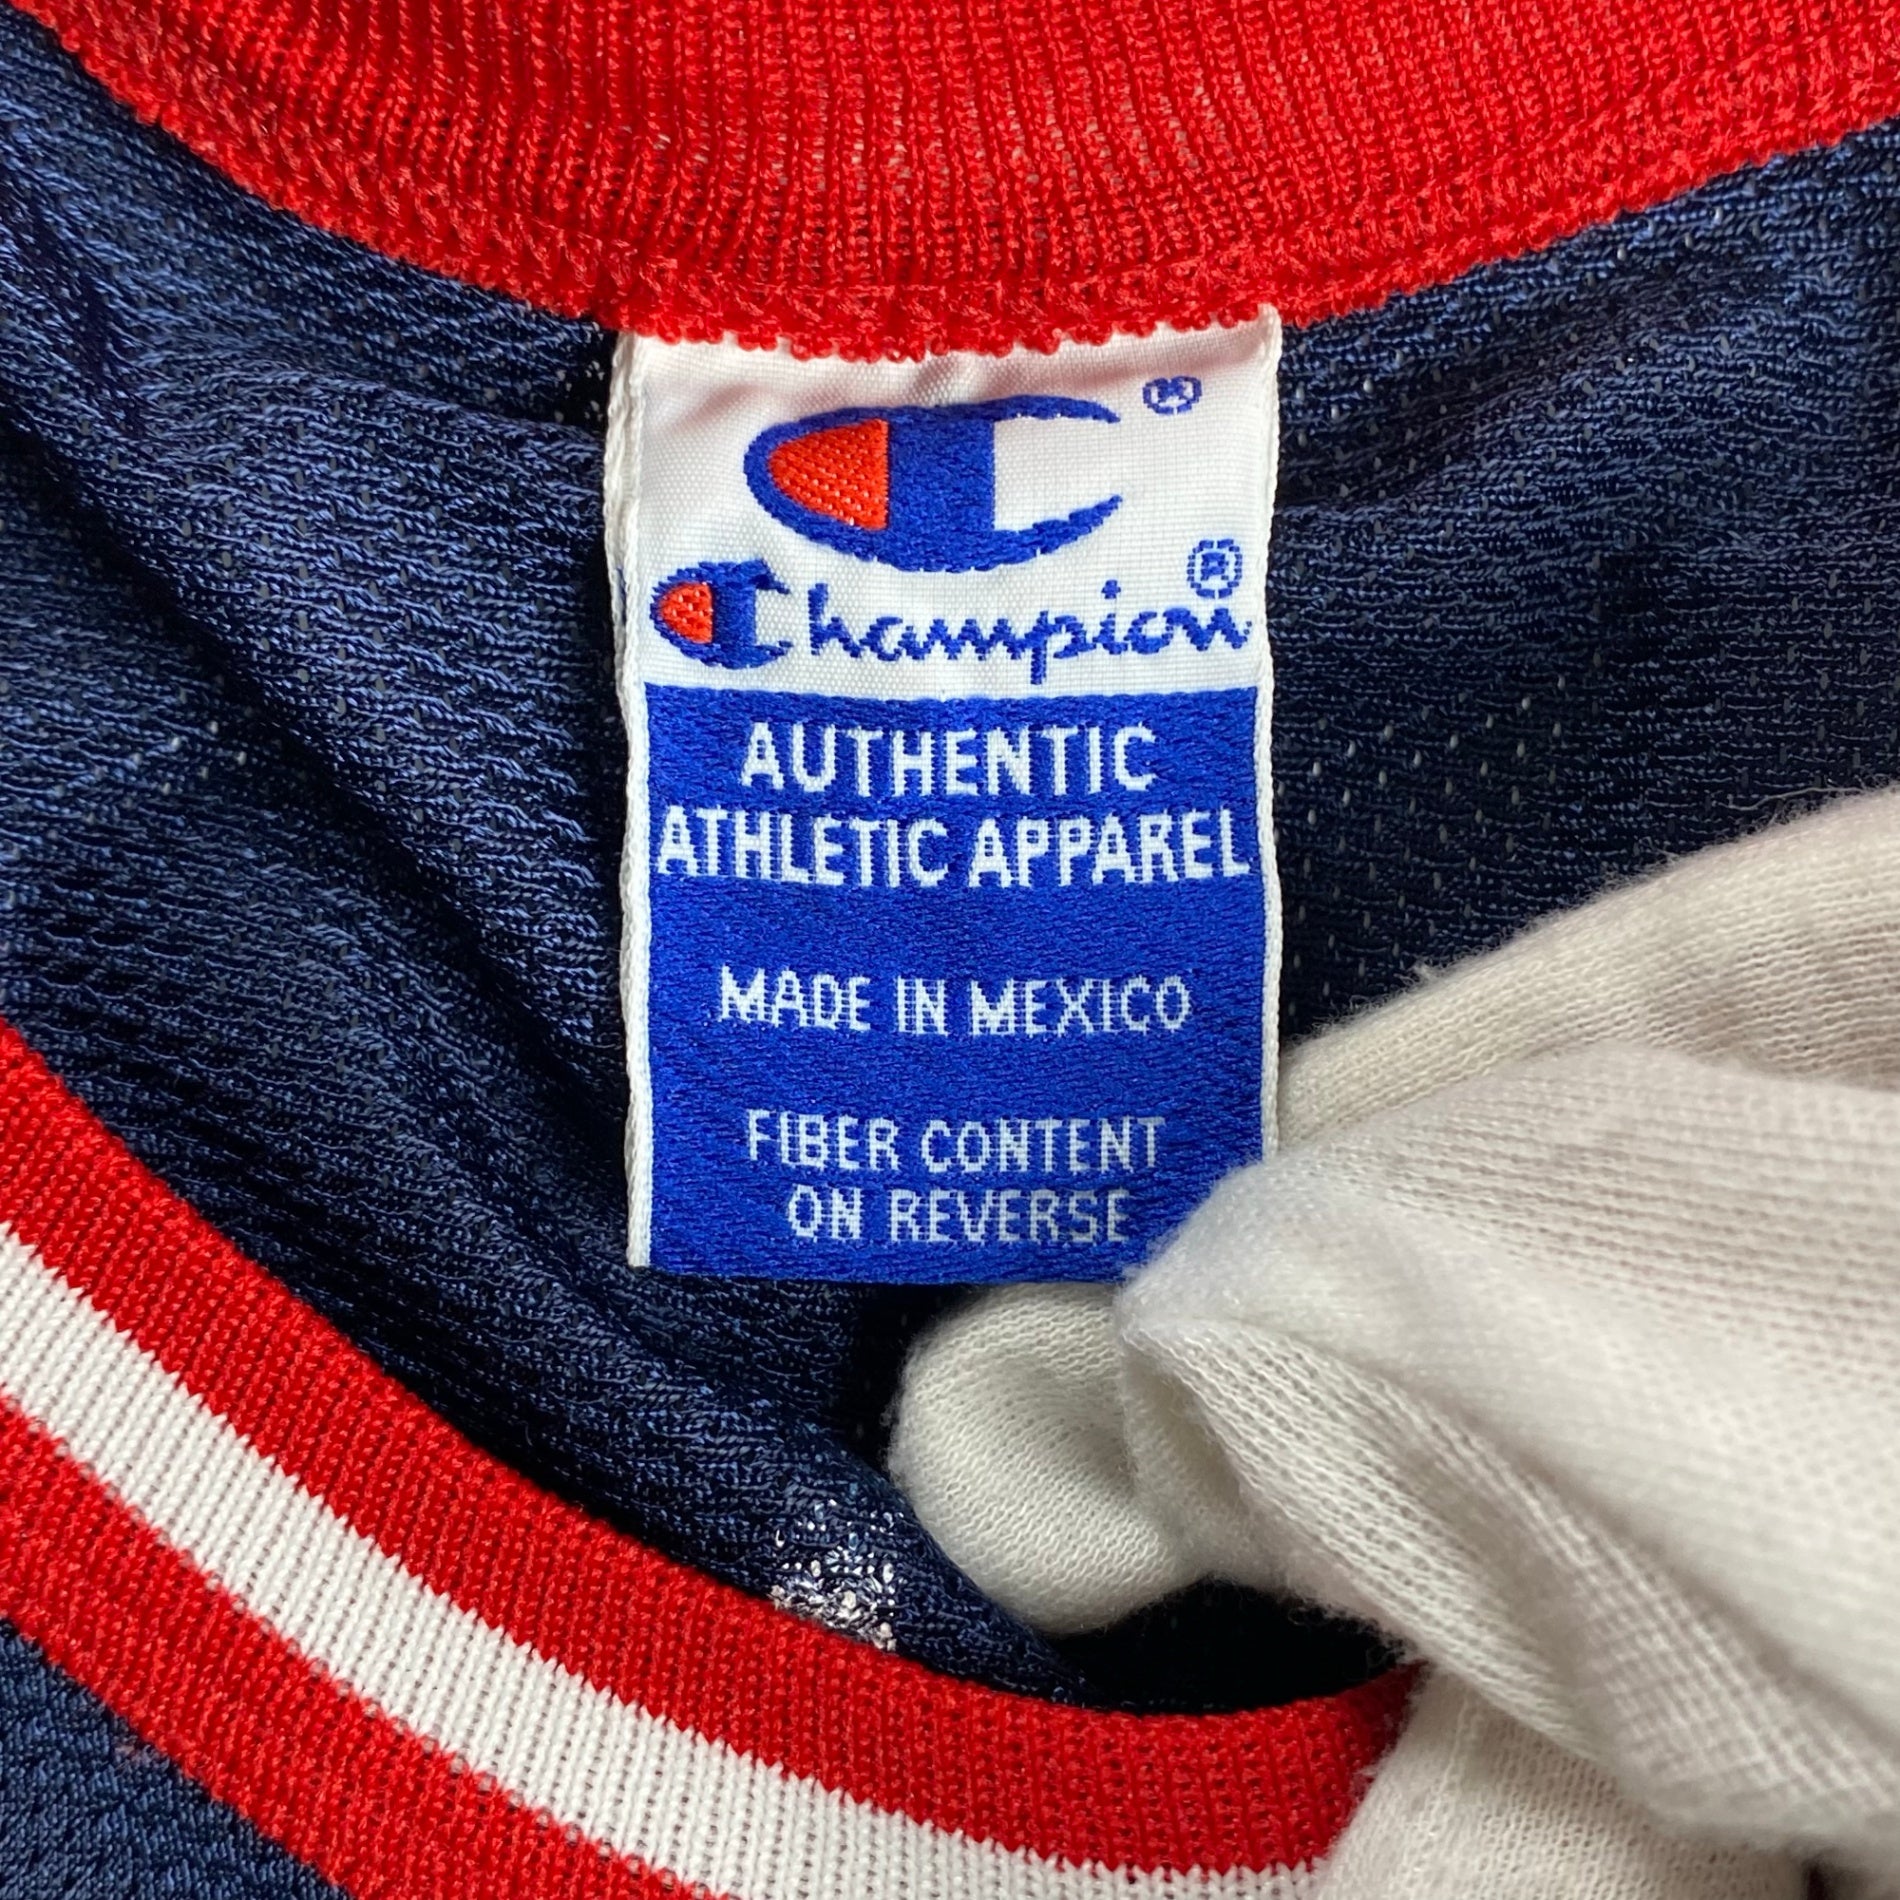 ®
Champion®
AUTHENTIC
ATHLETIC APPAREL
MADE IN MEXICO
FIBER CONTENT
ON REVERSE